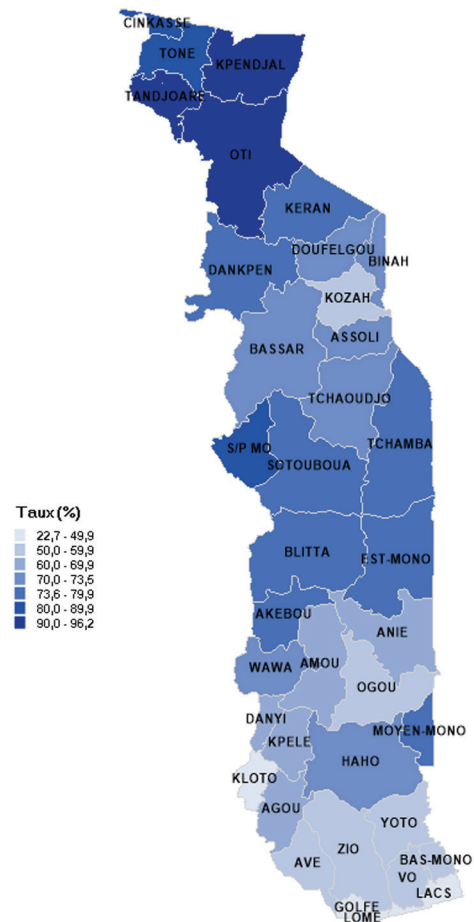 CINKASSE
TONE
KPENDJAL
TANDJOARE
OTI
KERAN
DOUFELGOU
BINAH
DANKPEN
KOZAH
ASSOLI
BASSAR
TCHAOUDJO
TCHAMBA
S/P MO
SOTOUBOUA
Taux (%)
22,7 - 49,9
50,0 - 59,9
60,0 - 69,9
70,0 - 73,5
73,6 - 79,9
80,0 - 89,9
90,0 - 96,2
BLITTA
EST-MONO
AKEBOU
ANIE
AMOU
WAWA
OGOU
DANYI
MOYEN-MONO
KPELE
HAHO
KLOTO
AGOU
YOTO
ZIO
AVE
BAS-MONO
VO
LACS
GOLFE
LOME